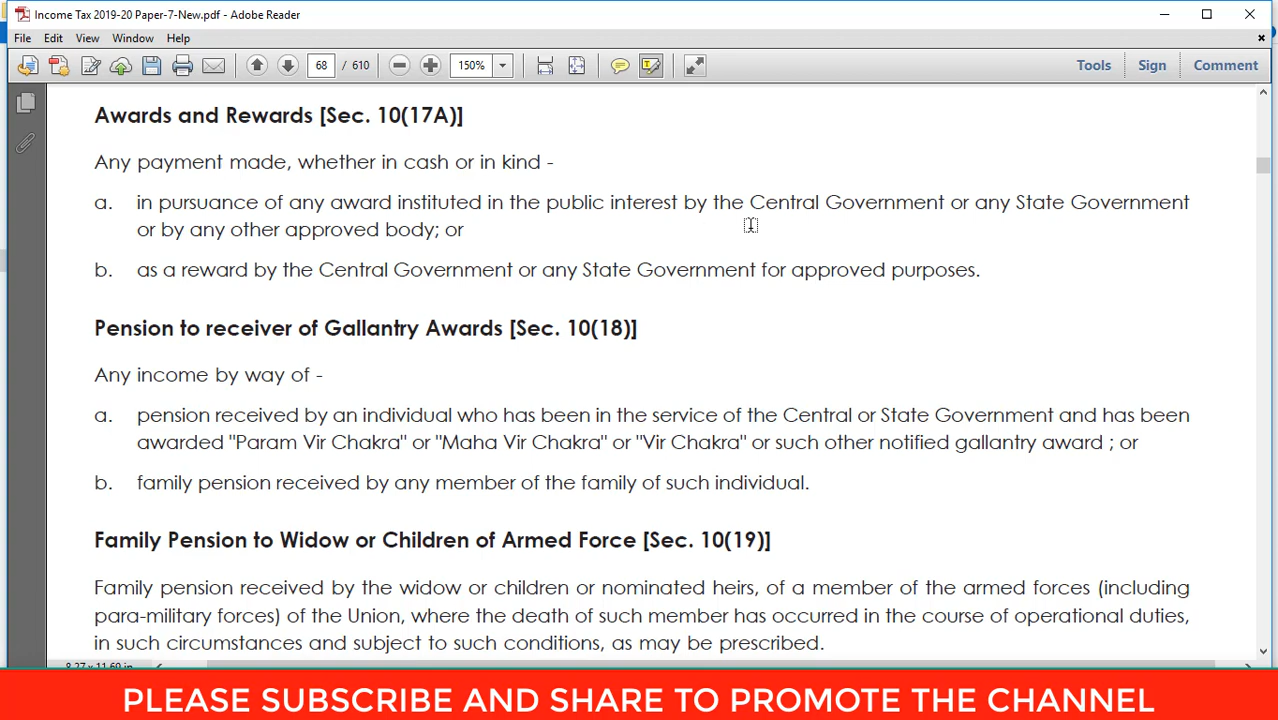 Income Tax 2019-20 Paper-7-New.pdf - Adobe Reader
File Edit View Window Help
68 / 610 150% Tools Sign Comment
Awards and Rewards [Sec. 10(17A)]
Any payment made, whether in cash or in kind -
a. in pursuance of any award instituted in the public interest by the Central Government or any State Government
or by any other approved body; or
b. as a reward by the Central Government or any State Government for approved purposes.
Pension to receiver of Gallantry Awards [Sec. 10(18)]
Any income by way of -
a. pension received by an individual who has been in the service of the Central or State Government and has been
awarded "Param Vir Chakra" or "Maha Vir Chakra" or "Vir Chakra" or such other notified gallantry award ; or
b. family pension received by any member of the family of such individual.
Family Pension to Widow or Children of Armed Force [Sec. 10(19)]
Family pension received by the widow or children or nominated heirs, of a member of the armed forces (including
para-military forces) of the Union, where the death of such member has occurred in the course of operational duties,
in such circumstances and subject to such conditions, as may be prescribed.
8.27 x 11.69 in
PLEASE SUBSCRIBE AND SHARE TO PROMOTE THE CHANNEL